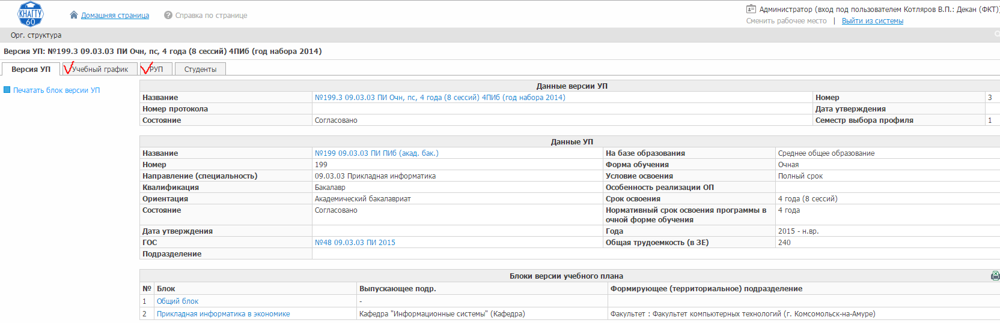 КНАГТУ
60
Домашняя страница
? Справка по странице
Администратор (вход под пользователем Котляров В.П.: Декан (ФКТ))
Сменить рабочее место | Выйти из системы
Орг. структура
Версия УП: №199.3 09.03.03 ПИ Очн, пс, 4 года (8 сессий) 4ПИб (год набора 2014)
Версия УП Учебный график РУП Студенты
Печатать блок версии УП
Данные версии УП
Название №199.3 09.03.03 ПИ Очн, пс, 4 года (8 сессий) 4ПИб (год набора 2014) Номер 3
Номер протокола Дата утверждения
Состояние Согласовано Семестр выбора профиля 1
Данные УП
Название №199 09.03.03 ПИ ПИб (акад. бак.) На базе образования Среднее общее образование
Номер 199 Форма обучения Очная
Направление (специальность) 09.03.03 Прикладная информатика Условие освоения Полный срок
Квалификация Бакалавр Особенность реализации ОП
Ориентация Академический бакалавриат Срок освоения 4 года (8 сессий)
Состояние Согласовано Нормативный срок освоения программы в 4 года
очной форме обучения
Дата утверждения Года 2015 - н.вр.
ГОС №48 09.03.03 ПИ 2015 Общая трудоемкость (в ЗЕ) 240
Подразделение
Блоки версии учебного плана
№ Блок Выпускающее подр. Формирующее (территориальное) подразделение
1 Общий блок -
2 Прикладная информатика в экономике Кафедра "Информационные системы" (Кафедра) Факультет : Факультет компьютерных технологий (г. Комсомольск-на-Амуре)